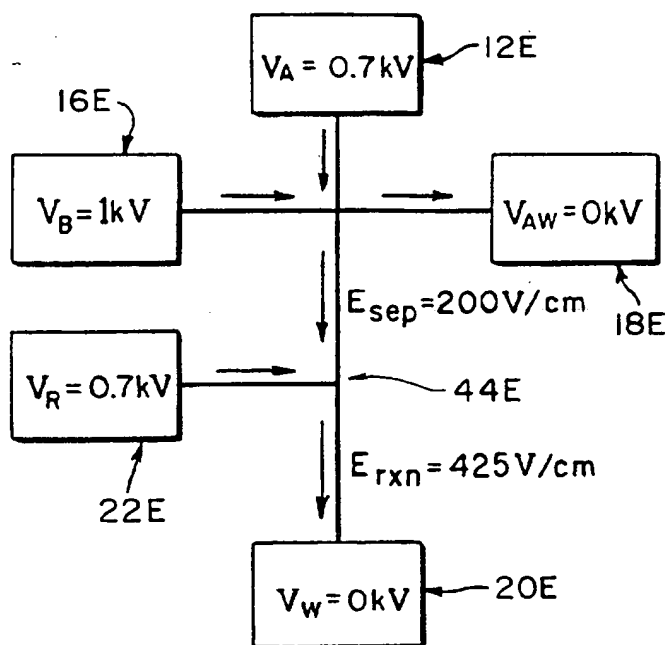 V_A = 0.7kV
12E
16E
V_B = 1kV
V_AW = 0kV
18E
E_sep = 200V/cm
V_R = 0.7kV
44E
22E
E_rxn = 425V/cm
V_W = 0kV
20E